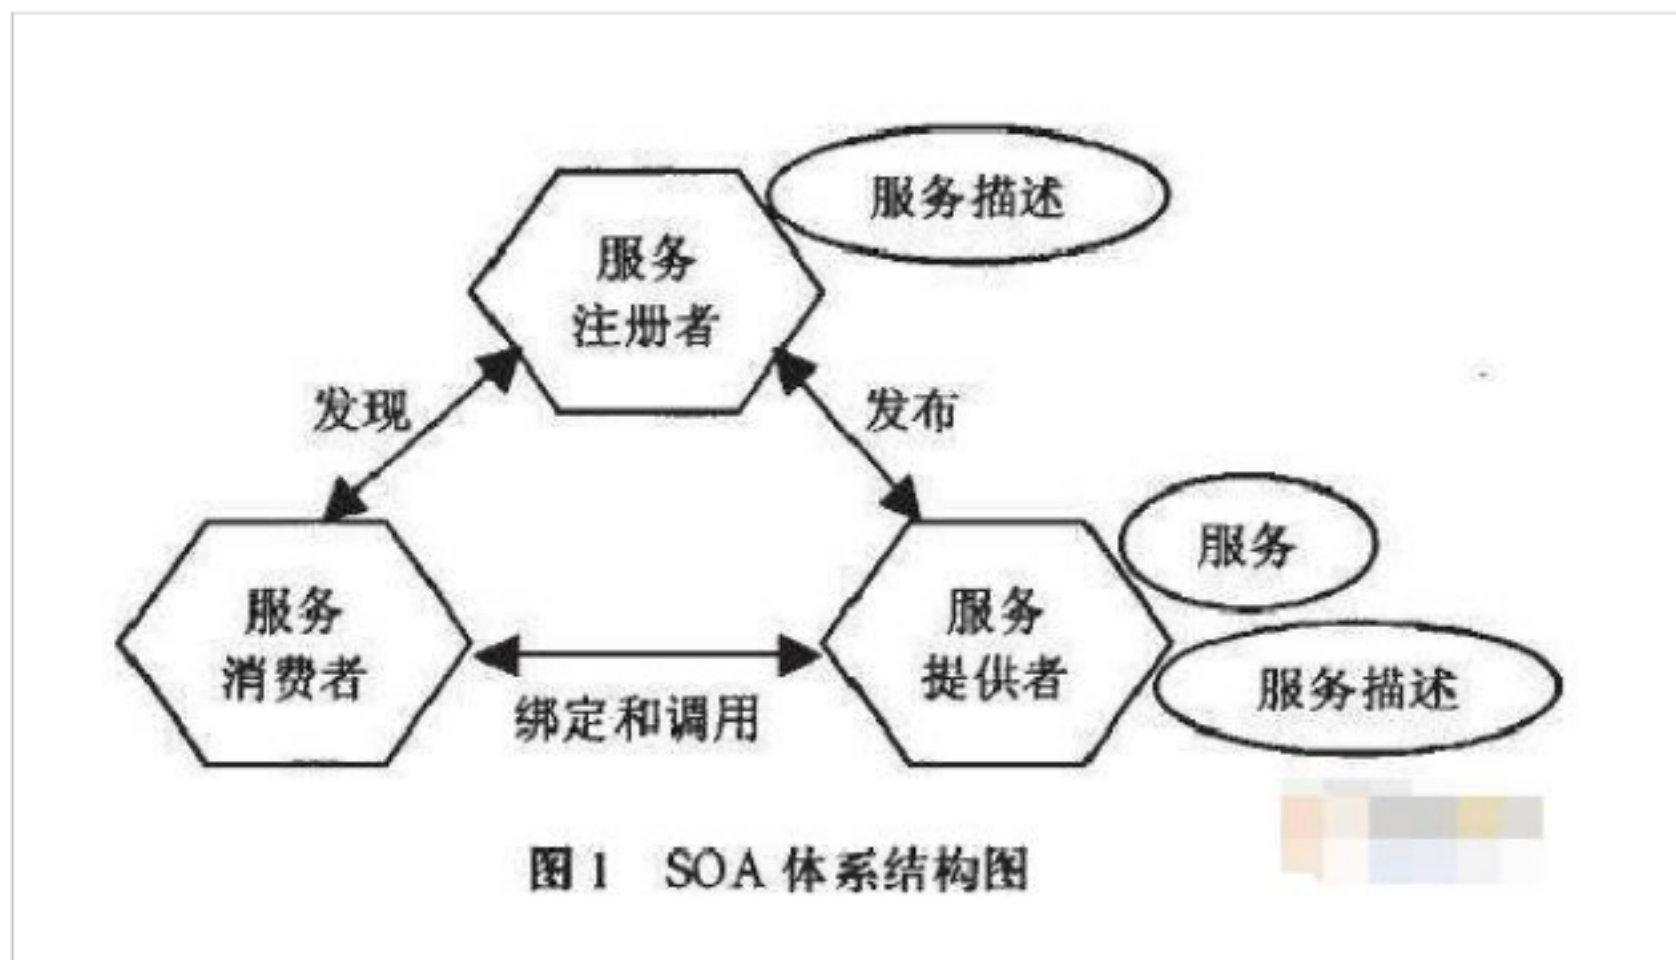 服务描述
服务
注册者
发现
发布
服务
服务
消费者
服务
提供者
服务描述
绑定和调用
图1 SOA 体系结构图